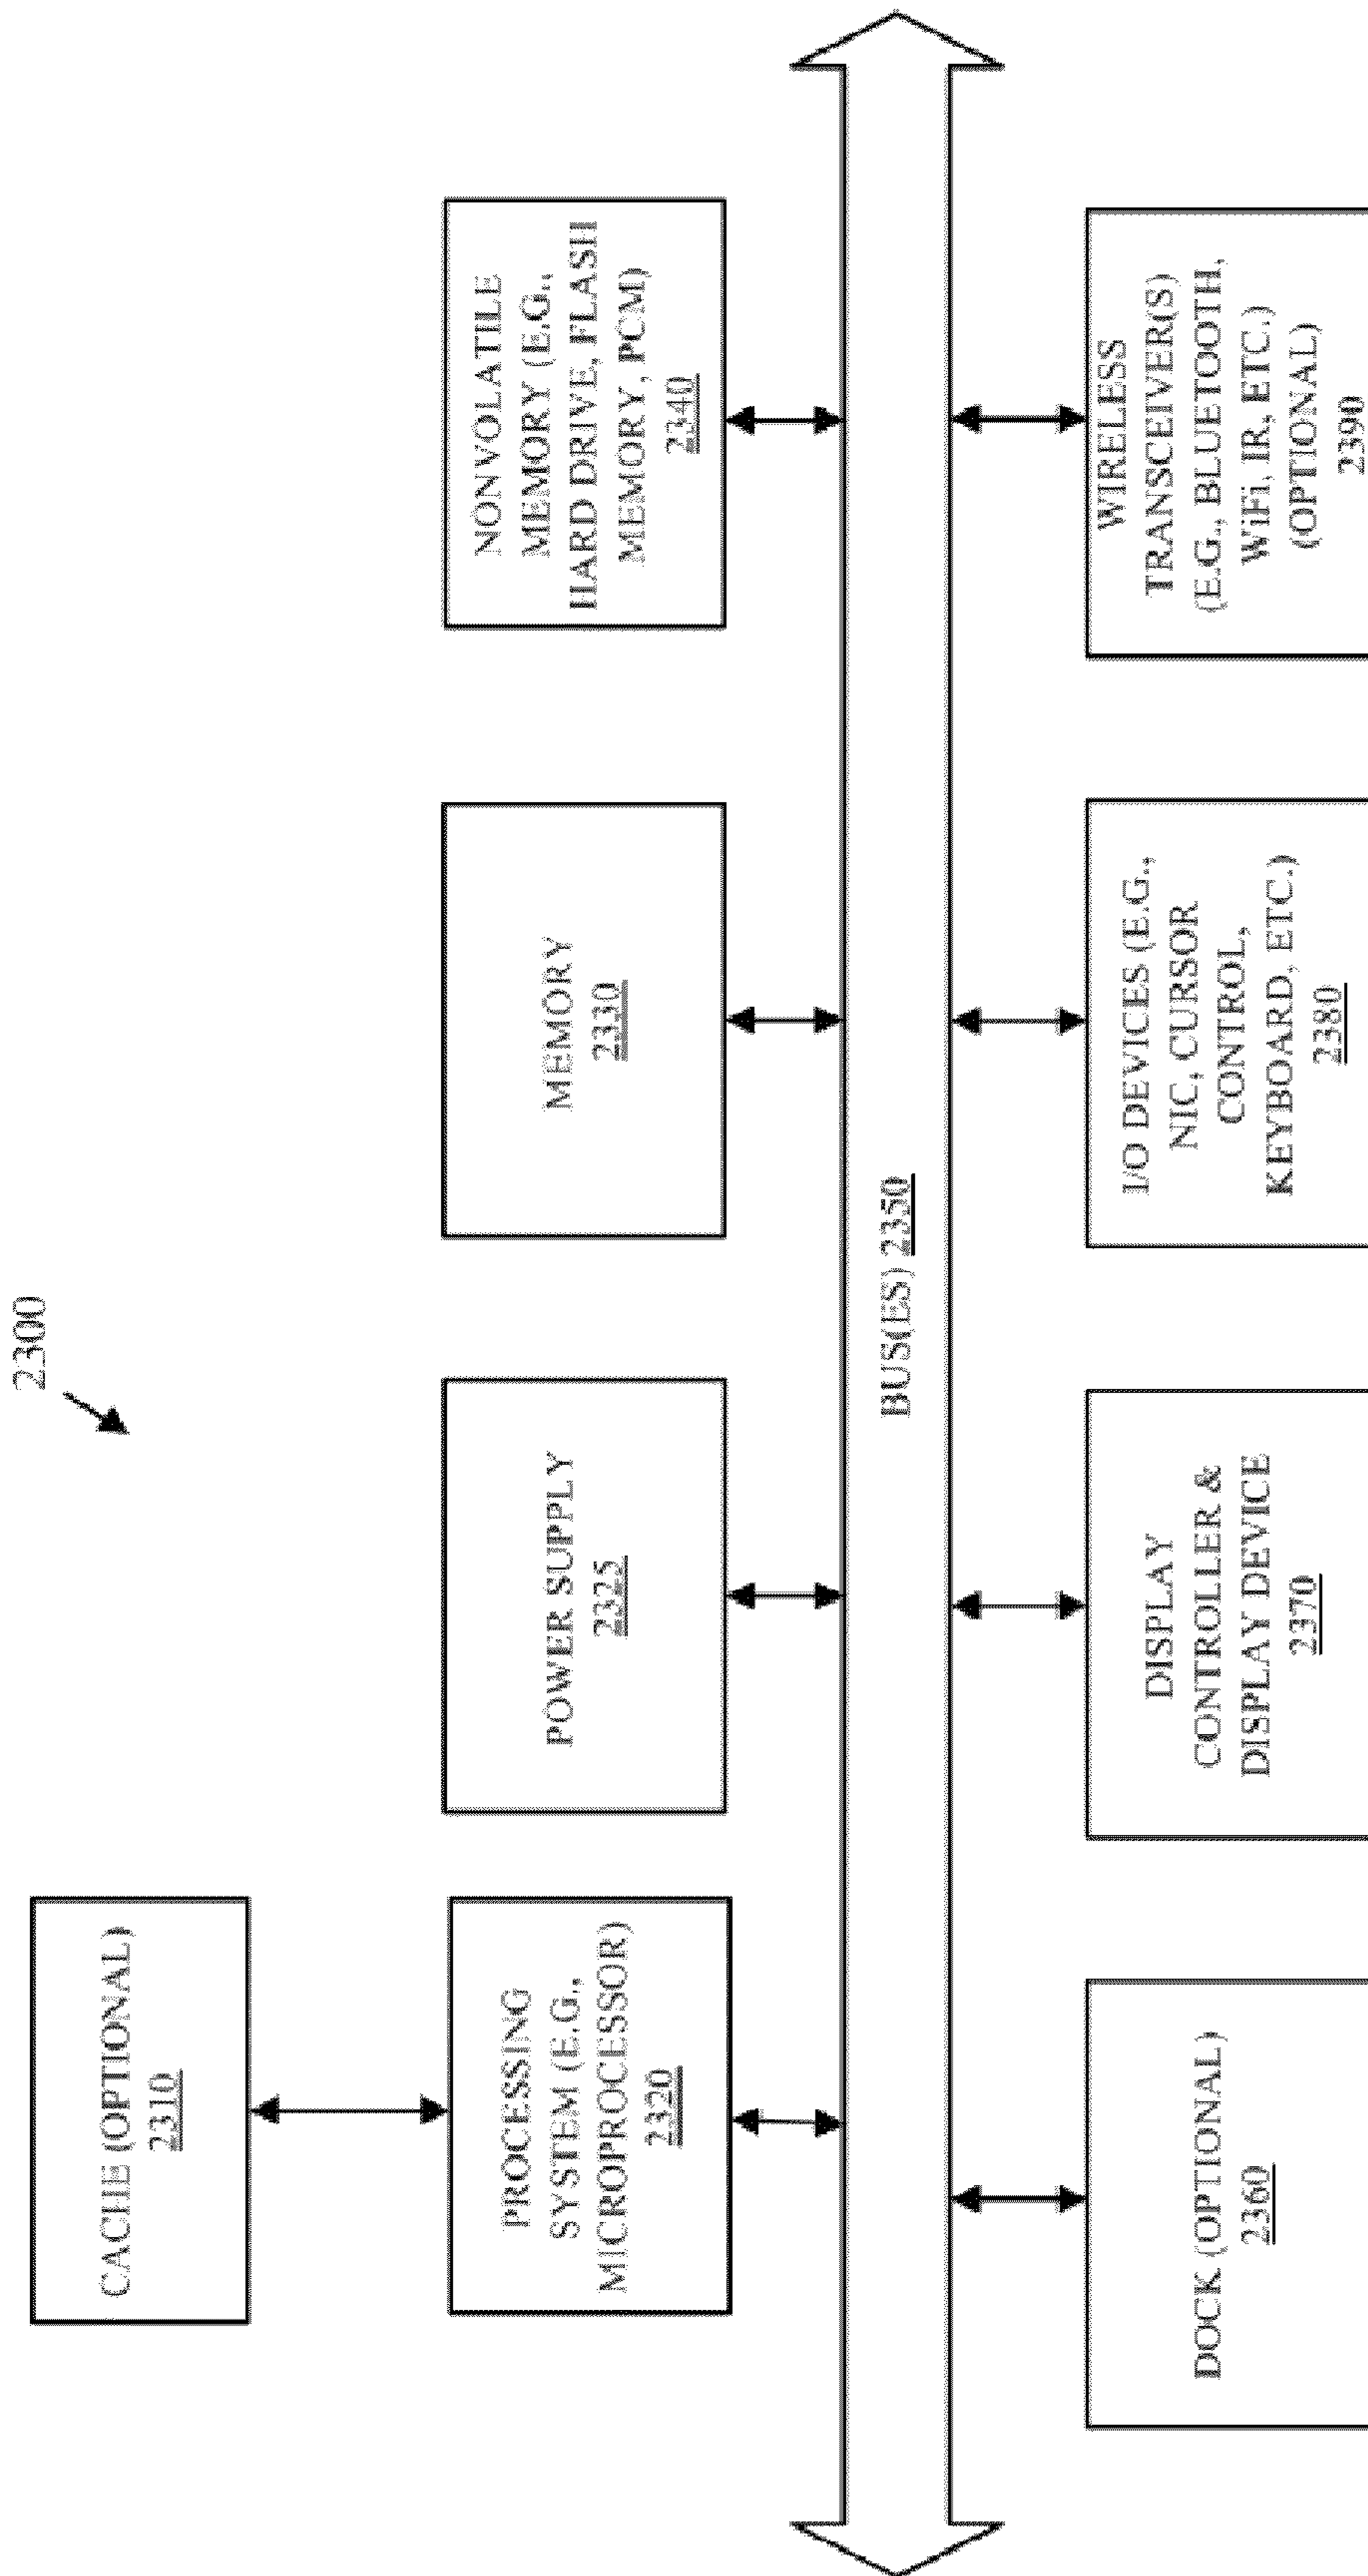 2300
CACHE (OPTIONAL)
2310
PROCESSING
SYSTEM (E.G.,
MICROPROCESSOR)
2320
POWER SUPPLY
2325
MEMORY
2330
NONVOLATILE
MEMORY (E.G.,
HARD DRIVE, FLASH
MEMORY, PCM)
2340
BUS(ES) 2350
DOCK (OPTIONAL)
2360
DISPLAY
CONTROLLER &
DISPLAY DEVICE
2370
I/O DEVICES (E.G.,
NIC, CURSOR
CONTROL,
KEYBOARD, ETC.)
2380
WIRELESS
TRANSCEIVER(S)
(E.G., BLUETOOTH,
WiFi, IR, ETC.)
(OPTIONAL)
2390